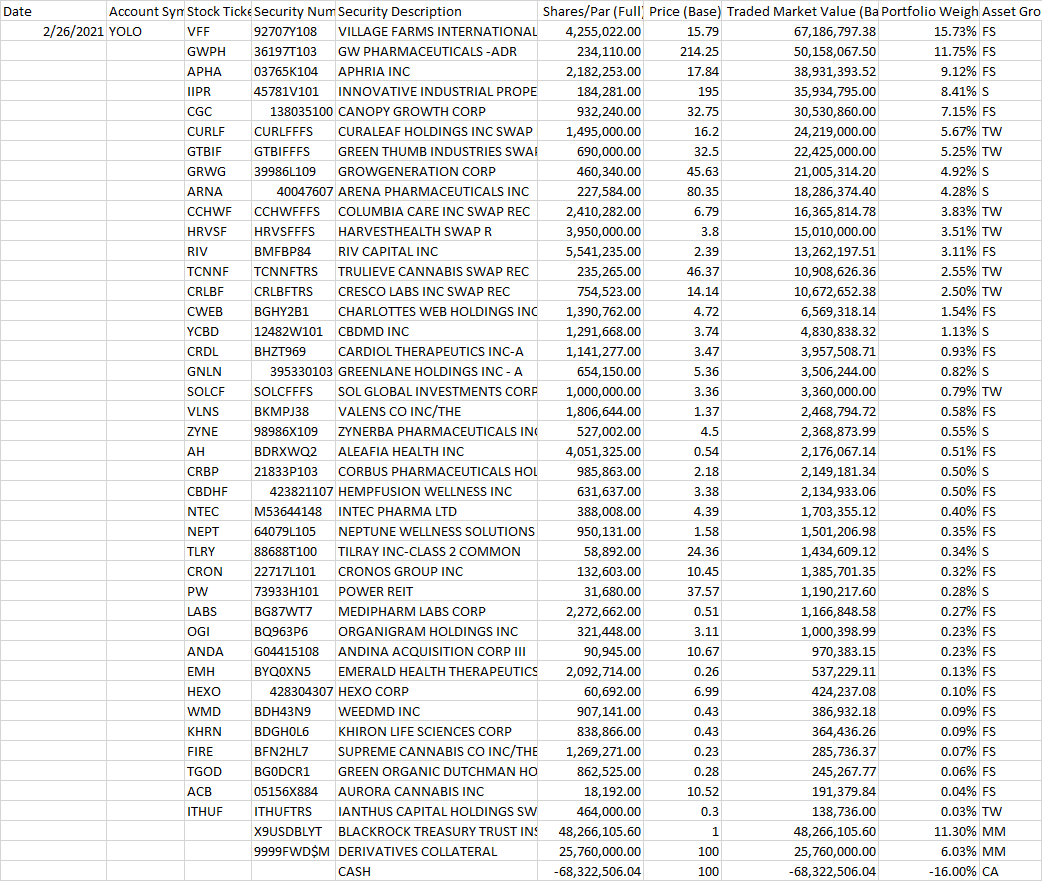 Date Account Sym Stock Ticke Security Num Security Description Shares/Par (Full) Price (Base) Traded Market Value (Ba Portfolio Weigh Asset Gro
2/26/2021 YOLO VFF 92707Y108 VILLAGE FARMS INTERNATIONAL 4,255,022.00 15.79 67,186,797.38 15.73% FS
GWPH 36197T103 GW PHARMACEUTICALS -ADR 234,110.00 214.25 50,158,067.50 11.75% FS
APHA 03765K104 APHRIA INC 2,182,253.00 17.84 38,931,393.52 9.12% FS
IIPR 45781V101 INNOVATIVE INDUSTRIAL PROPE 184,281.00 195 35,934,795.00 8.41% S
CGC 138035100 CANOPY GROWTH CORP 932,240.00 32.75 30,530,860.00 7.15% FS
CURLF CURLFFFS CURALEAF HOLDINGS INC SWAP 1,495,000.00 16.2 24,219,000.00 5.67% TW
GTBIF GTBIFFFS GREEN THUMB INDUSTRIES SWAP 690,000.00 32.5 22,425,000.00 5.25% TW
GRWG 39986L109 GROWGENERATION CORP 460,340.00 45.63 21,005,314.20 4.92% S
ARNA 40047607 ARENA PHARMACEUTICALS INC 227,584.00 80.35 18,286,374.40 4.28% S
CCHWF CCHWFFFS COLUMBIA CARE INC SWAP REC 2,410,282.00 6.79 16,365,814.78 3.83% TW
HRVSF HRVSFFFS HARVESTHEALTH SWAP R 3,950,000.00 3.8 15,010,000.00 3.51% TW
RIV BMFBP84 RIV CAPITAL INC 5,541,235.00 2.39 13,262,197.51 3.11% FS
TCNNF TCNNFTRS TRULIEVE CANNABIS SWAP REC 235,265.00 46.37 10,908,626.36 2.55% TW
CRLBF CRLBFTRS CRESCO LABS INC SWAP REC 754,523.00 14.14 10,672,652.38 2.50% TW
CWEB BGHY2B1 CHARLOTTES WEB HOLDINGS INC 1,390,762.00 4.72 6,569,318.14 1.54% FS
YCBD 12482W101 CBDMD INC 1,291,668.00 3.74 4,830,838.32 1.13% S
CRDL BHZT969 CARDIOL THERAPEUTICS INC-A 1,141,277.00 3.47 3,957,508.71 0.93% FS
GNLN 395330103 GREENLANE HOLDINGS INC - A 654,150.00 5.36 3,506,244.00 0.82% S
SOLCF SOLCFFFS SOL GLOBAL INVESTMENTS CORP 1,000,000.00 3.36 3,360,000.00 0.79% TW
VLNS BKMPJ38 VALENS CO INC/THE 1,806,644.00 1.37 2,468,794.72 0.58% FS
ZYNE 98986X109 ZYNERBA PHARMACEUTICALS INC 527,002.00 4.5 2,368,873.99 0.55% S
AH BDRXWQ2 ALEAFIA HEALTH INC 4,051,325.00 0.54 2,176,067.14 0.51% FS
CRBP 21833P103 CORBUS PHARMACEUTICALS HOL 985,863.00 2.18 2,149,181.34 0.50% S
CBDHF 423821107 HEMPFUSION WELLNESS INC 631,637.00 3.38 2,134,933.06 0.50% FS
NTEC M53644148 INTEC PHARMA LTD 388,008.00 4.39 1,703,355.12 0.40% FS
NEPT 64079L105 NEPTUNE WELLNESS SOLUTIONS 950,131.00 1.58 1,501,206.98 0.35% FS
TLRY 88688T100 TILRAY INC-CLASS 2 COMMON 58,892.00 24.36 1,434,609.12 0.34% S
CRON 22717L101 CRONOS GROUP INC 132,603.00 10.45 1,385,701.35 0.32% FS
PW 73933H101 POWER REIT 31,680.00 37.57 1,190,217.60 0.28% S
LABS BG87WT7 MEDIPHARM LABS CORP 2,272,662.00 0.51 1,166,848.58 0.27% FS
OGI BQ963P6 ORGANIGRAM HOLDINGS INC 321,448.00 3.11 1,000,398.99 0.23% FS
ANDA G04415108 ANDINA ACQUISITION CORP III 90,945.00 10.67 970,383.15 0.23% FS
EMH BYQ0XN5 EMERALD HEALTH THERAPEUTICS 2,092,714.00 0.26 537,229.11 0.13% FS
HEXO 428304307 HEXO CORP 60,692.00 6.99 424,237.08 0.10% FS
WMD BDH43N9 WEEDMD INC 907,141.00 0.43 386,932.18 0.09% FS
KHRN BDGH0L6 KHIRON LIFE SCIENCES CORP 838,866.00 0.43 364,436.26 0.09% FS
FIRE BFN2HL7 SUPREME CANNABIS CO INC/THE 1,269,271.00 0.23 285,736.37 0.07% FS
TGOD BG0DCR1 GREEN ORGANIC DUTCHMAN HO 862,525.00 0.28 245,267.77 0.06% FS
ACB 05156X884 AURORA CANNABIS INC 18,192.00 10.52 191,379.84 0.04% FS
ITHUF ITHUFTRS IANTHUS CAPITAL HOLDINGS SW 464,000.00 0.3 138,736.00 0.03% TW
X9USDBLYT BLACKROCK TREASURY TRUST INS 48,266,105.60 1 48,266,105.60 11.30% MM
9999FWD$M DERIVATIVES COLLATERAL 25,760,000.00 100 25,760,000.00 6.03% MM
CASH -68,322,506.04 100 -68,322,506.04 -16.00% CA